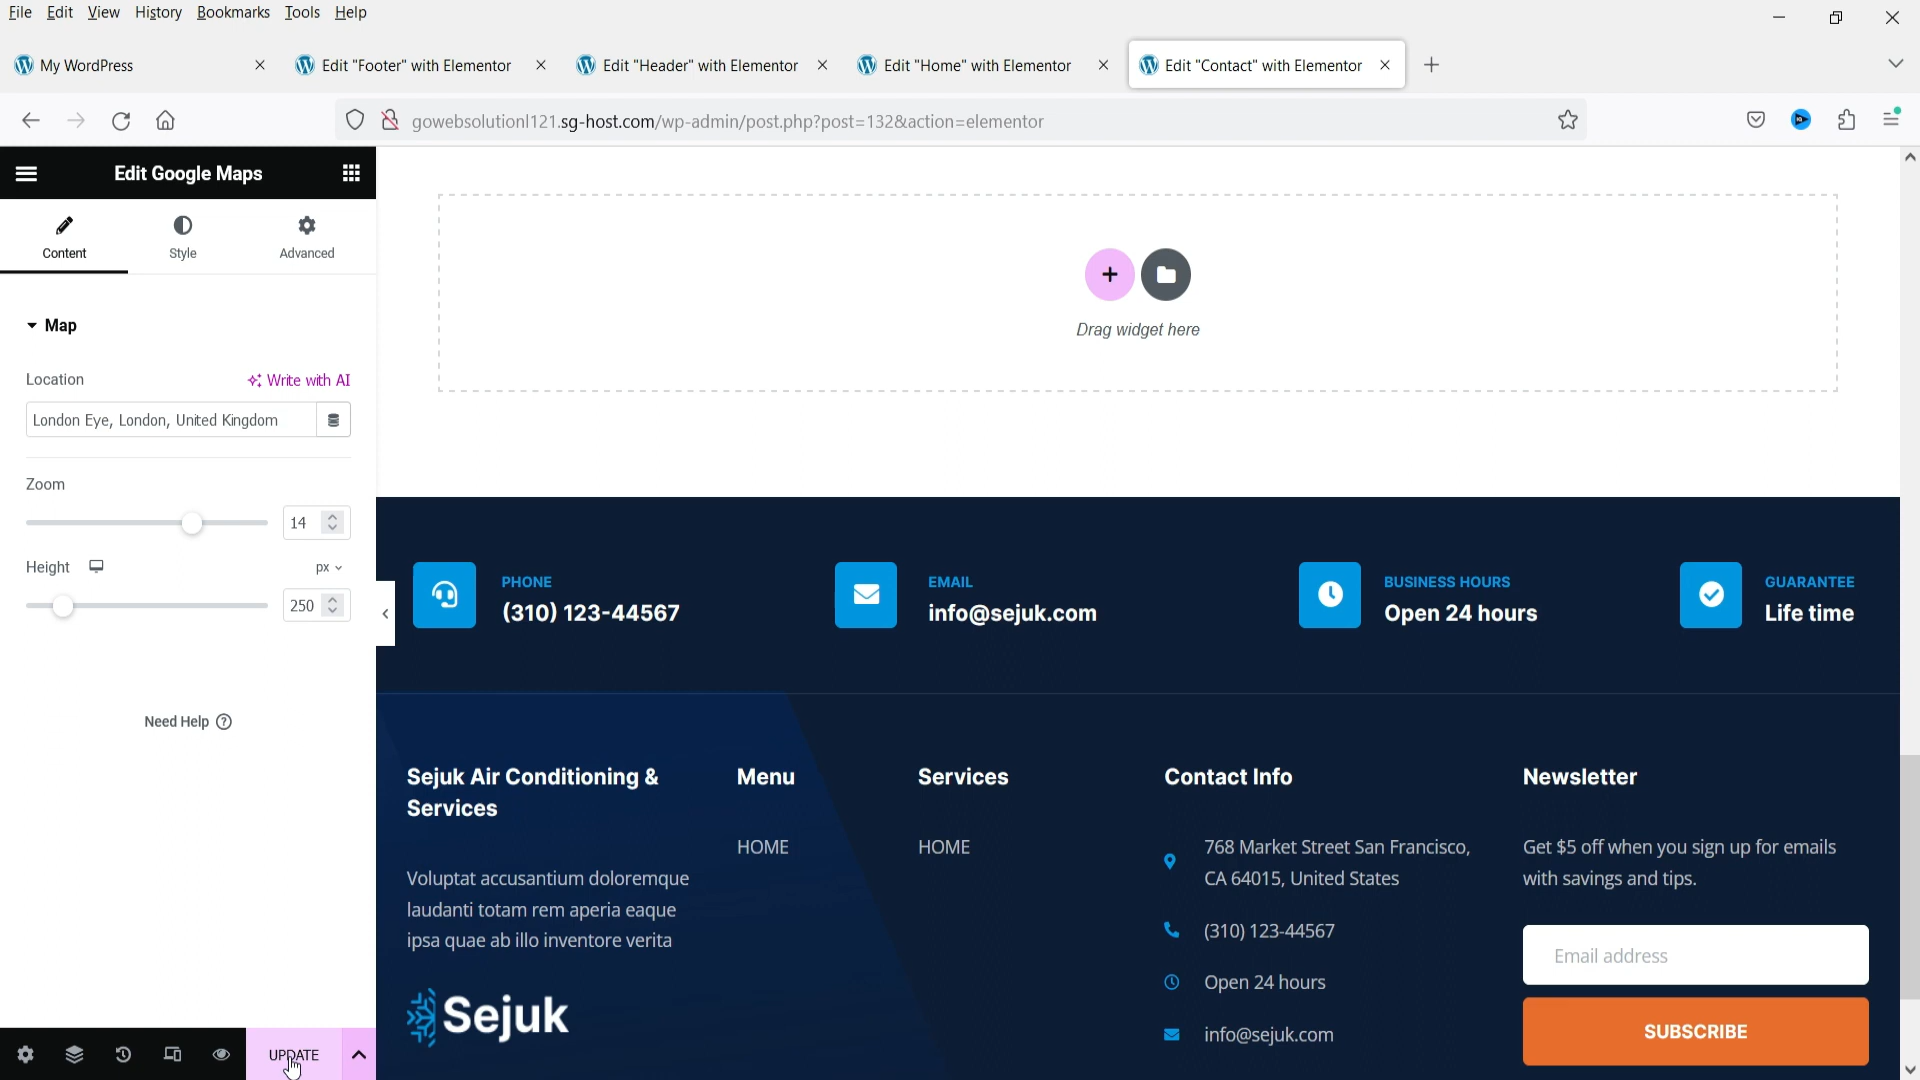 File Edit View History Bookmarks Tools Help
My WordPress
Edit "Footer" with Elementor
Edit "Header" with Elementor
Edit "Home" with Elementor
Edit "Contact" with Elementor
gowebsolutionl121.sg-host.com/wp-admin/post.php?post=132&action=elementor
Edit Google Maps
Content Style Advanced
Map
Location Write with AI
London Eye, London, United Kingdom
Zoom
14
Height px
250
Need Help
UPDATE
Drag widget here
PHONE
(310) 123-44567
EMAIL
info@sejuk.com
BUSINESS HOURS
Open 24 hours
GUARANTEE
Life time
Sejuk Air Conditioning &
Services
Voluptat accusantium doloremque
laudanti totam rem aperia eaque
ipsa quae ab illo inventore verita
Sejuk
Menu
HOME
Services
HOME
Contact Info
768 Market Street San Francisco,
CA 64015, United States
(310) 123-44567
Open 24 hours
info@sejuk.com
Newsletter
Get $5 off when you sign up for emails
with savings and tips.
Email address
SUBSCRIBE